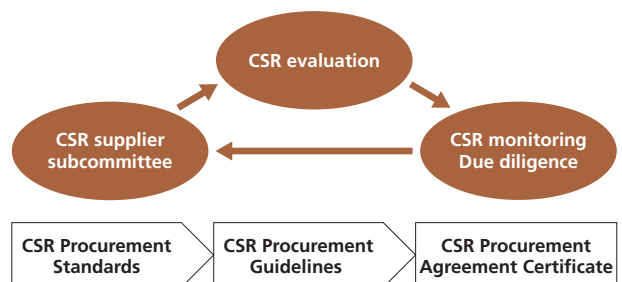 CSR evaluation
CSR supplier
subcommittee
CSR monitoring
Due diligence
CSR Procurement
Standards
CSR Procurement
Guidelines
CSR Procurement
Agreement Certificate